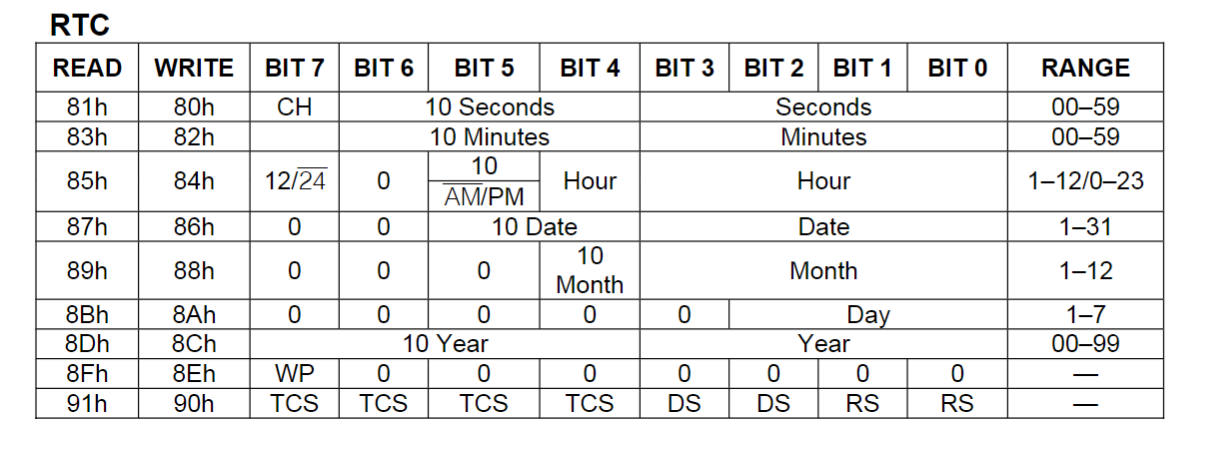 RTC
READ WRITE BIT 7 BIT 6 BIT 5 BIT 4 BIT 3 BIT 2 BIT 1 BIT 0 RANGE
81h 80h CH 10 Seconds Seconds 00–59
83h 82h 10 Minutes Minutes 00–59
85h 84h 12/2̅4̅ 0 10 Hour Hour 1–12/0–23
A̅M̅/PM
87h 86h 0 0 10 Date Date 1–31
89h 88h 0 0 0 10 Month Month 1–12
8Bh 8Ah 0 0 0 0 0 Day 1–7
8Dh 8Ch 10 Year Year 00–99
8Fh 8Eh WP 0 0 0 0 0 0 0 —
91h 90h TCS TCS TCS TCS DS DS RS RS —